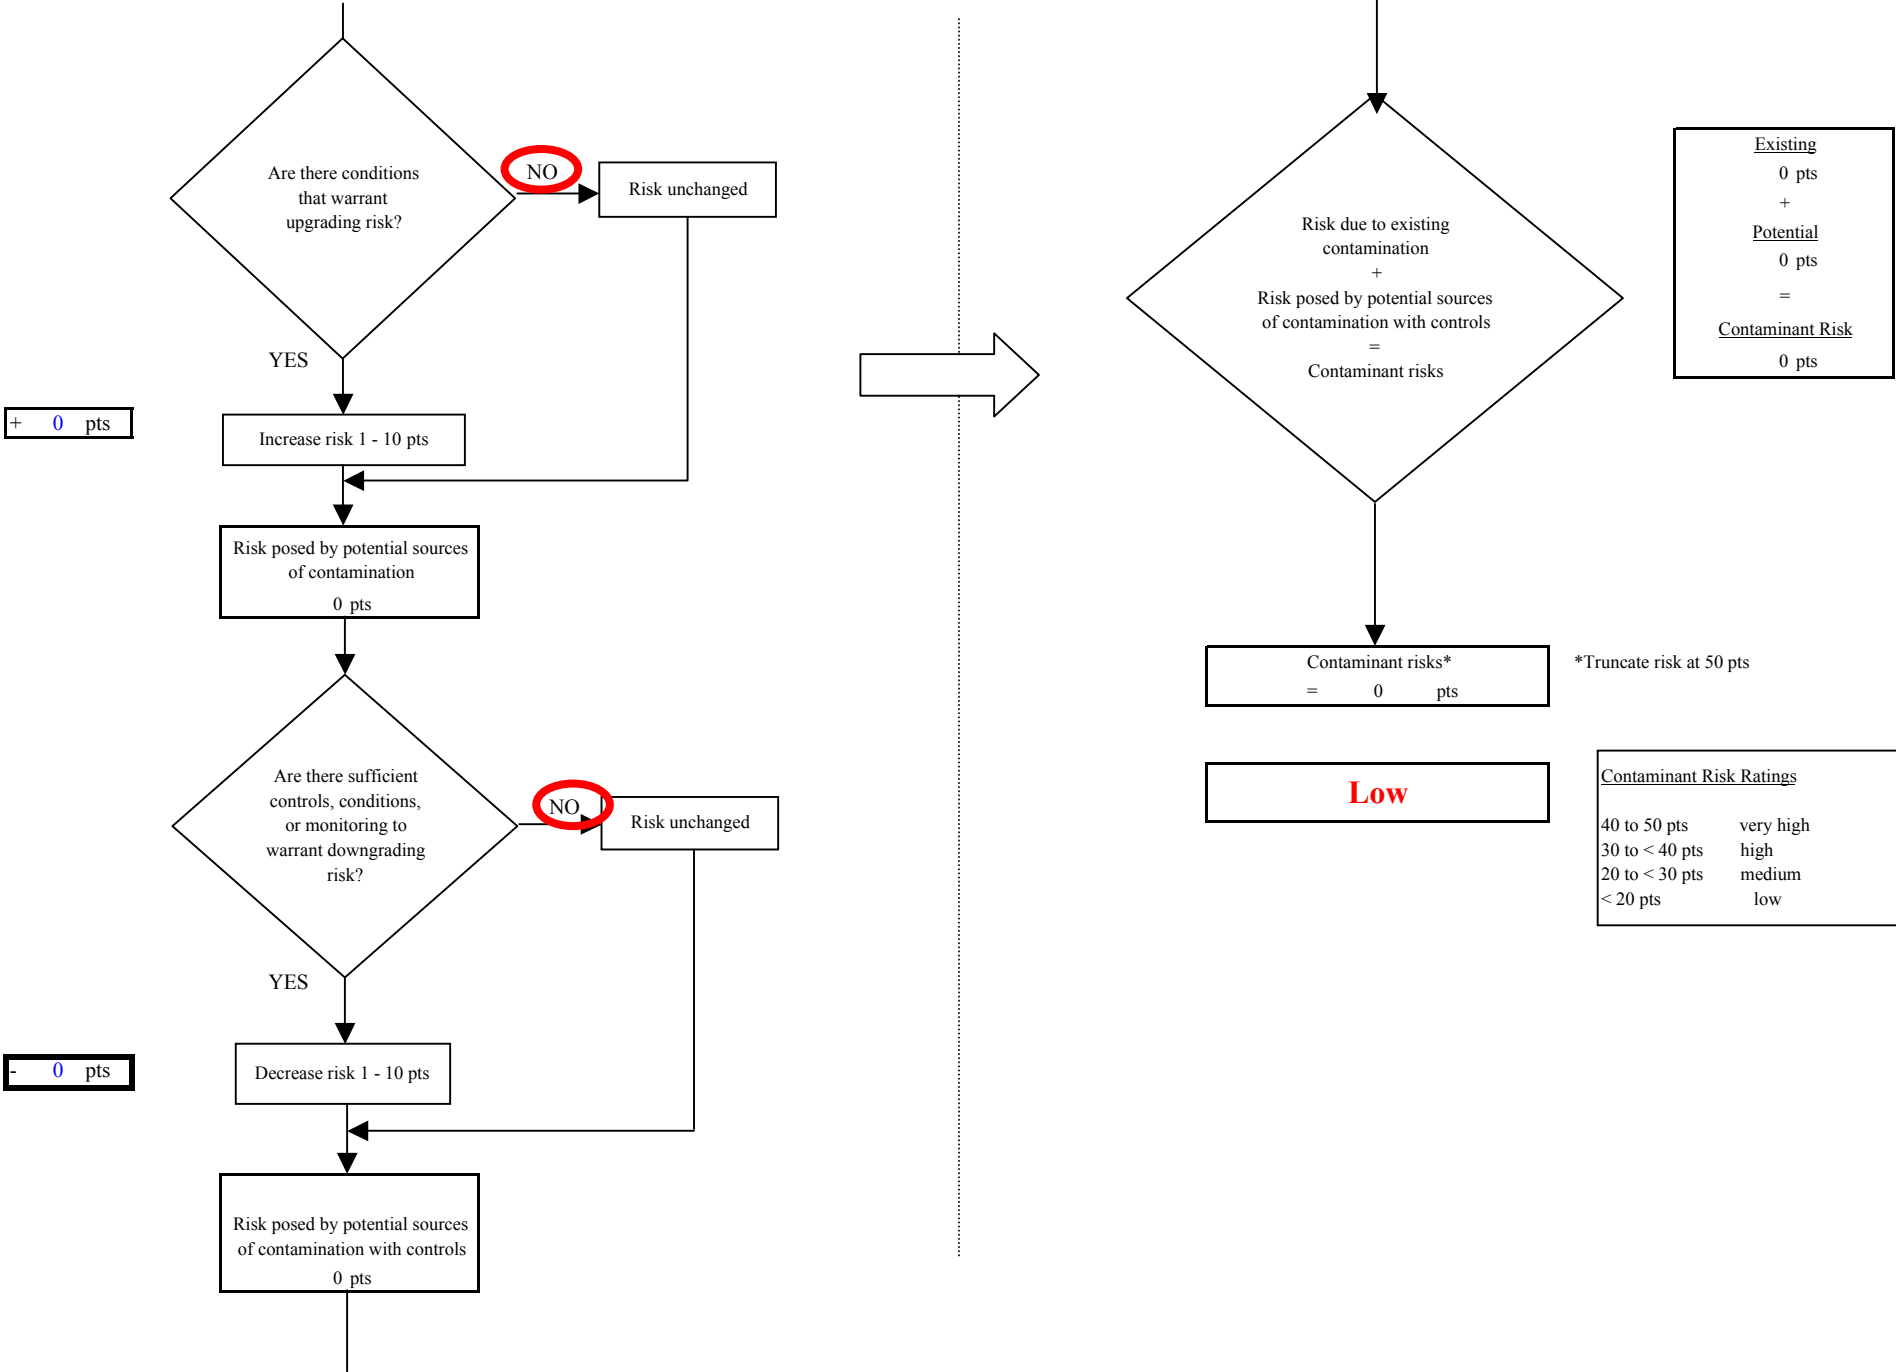 Are there conditions
that warrant
upgrading risk?
NO
Risk unchanged
YES
+ 0 pts
Increase risk 1 - 10 pts
Risk posed by potential sources
of contamination
0 pts
Are there sufficient
controls, conditions,
or monitoring to
warrant downgrading
risk?
NO
Risk unchanged
YES
- 0 pts
Decrease risk 1 - 10 pts
Risk posed by potential sources
of contamination with controls
0 pts
Risk due to existing
contamination
+
Risk posed by potential sources
of contamination with controls
=
Contaminant risks
Existing
0 pts
+
Potential
0 pts
=
Contaminant Risk
0 pts
Contaminant risks*
= 0 pts
*Truncate risk at 50 pts
Low
Contaminant Risk Ratings
40 to 50 pts very high
30 to < 40 pts high
20 to < 30 pts medium
< 20 pts low